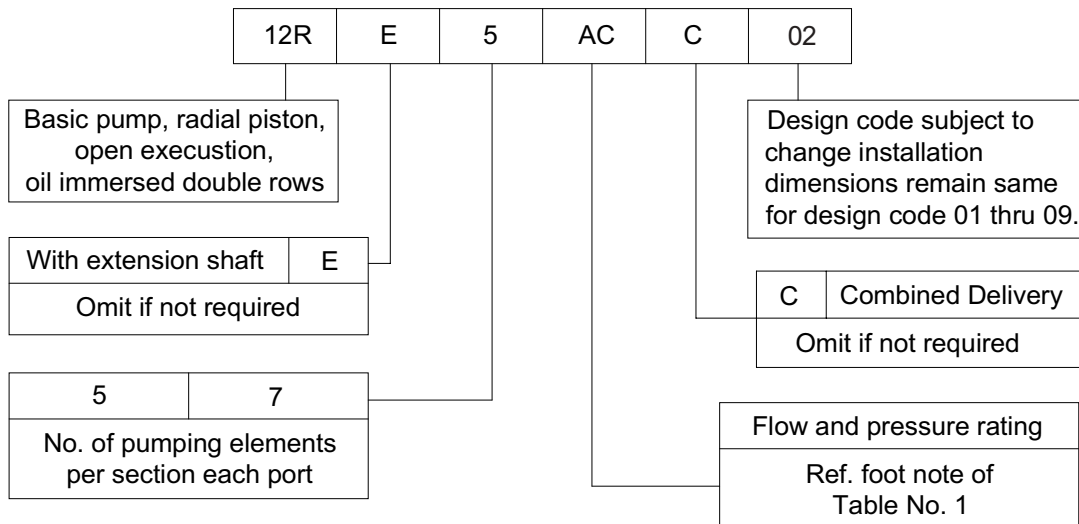 12R E 5 AC C 02
Basic pump, radial piston,
open execustion,
oil immersed double rows
Design code subject to
change installation
dimensions remain same
for design code 01 thru 09.
With extension shaft E
Omit if not required
C Combined Delivery
Omit if not required
5 7
No. of pumping elements
per section each port
Flow and pressure rating
Ref. foot note of
Table No. 1